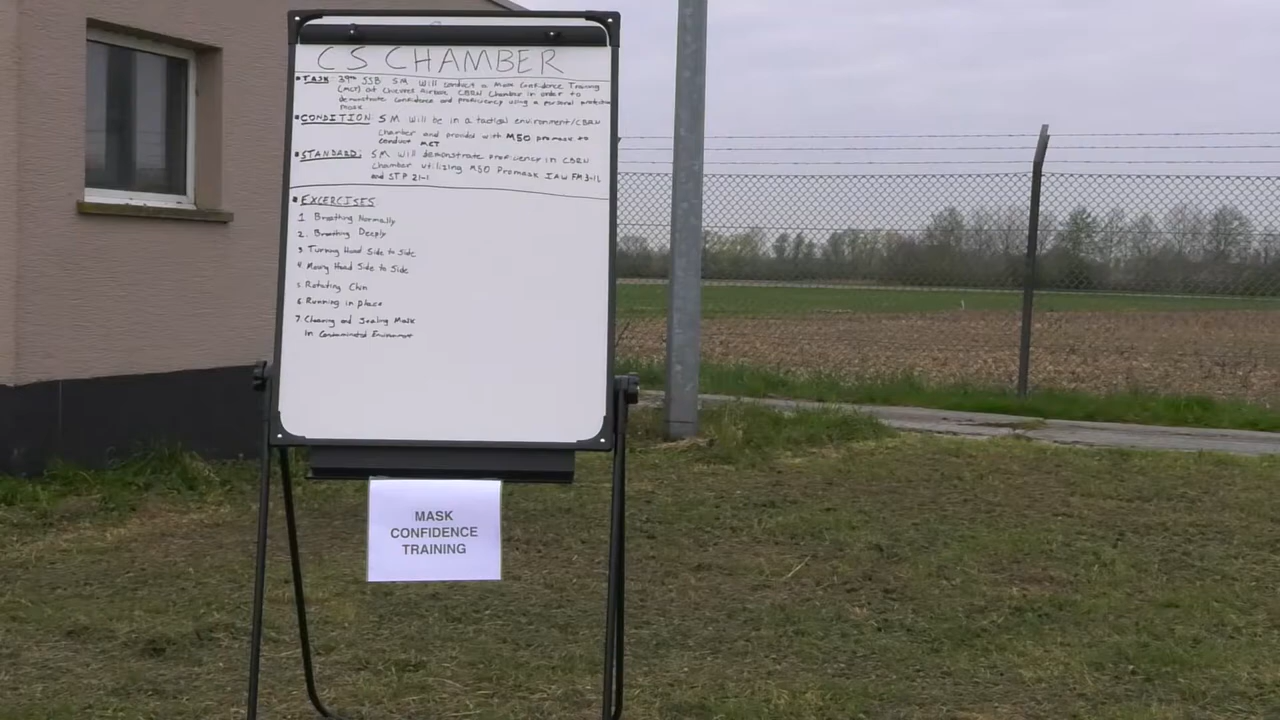 CS CHAMBER
• TASK: 39TH SSB SM will conduct a Mask Confidence Training
(MCT) at Chievres Airbase CBRN Chamber in order to
demonstrate confidence and proficiency using a personal protective
mask
• CONDITION: SM will be in a tactical environment/CBRN
Chamber and provided with M50 promask to
conduct MCT
• STANDARD: SM will demonstrate in CBRN
Chamber utilizing M50 Promask IAW FM 3-11
and STP 21-1
• EXCERCISES
1. Breathing Normally
2. Breathing Deeply
3. Turning Head Side to Side
4. Moving Head Side to Side
5. Rotating Chin
6. Running in place
7. Clearing and Sealing Mask
in Contaminated
MASK
CONFIDENCE
TRAINING